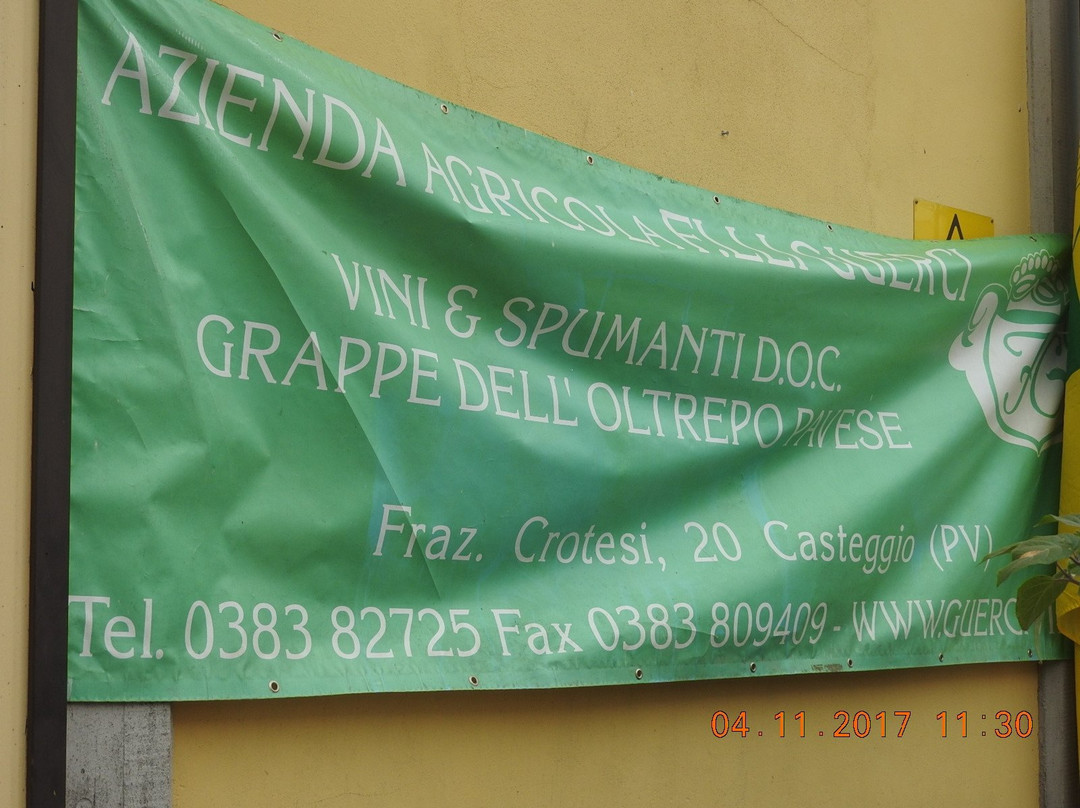 AZIENDA AGRICOLA F.LLI GUERCI
VINI & SPUMANTI D.O.C.
GRAPPE DELL' OLTREPO PAVESE
Fraz. Crotesi, 20 Casteggio (PV)
Tel. 0383 82725 Fax 0383 809409 - WWW.GUERCI
04.11.2017 11:30